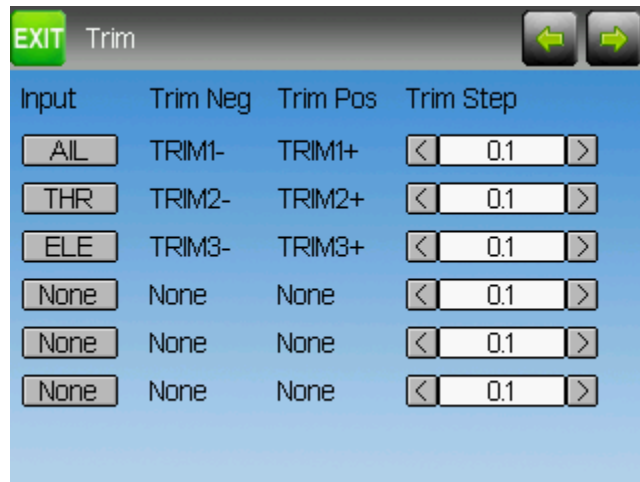 EXIT Trim
Input Trim Neg Trim Pos Trim Step
AIL TRIM1- TRIM1+ < 0.1 >
THR TRIM2- TRIM2+ < 0.1 >
ELE TRIM3- TRIM3+ < 0.1 >
None None None < 0.1 >
None None None < 0.1 >
None None None < 0.1 >